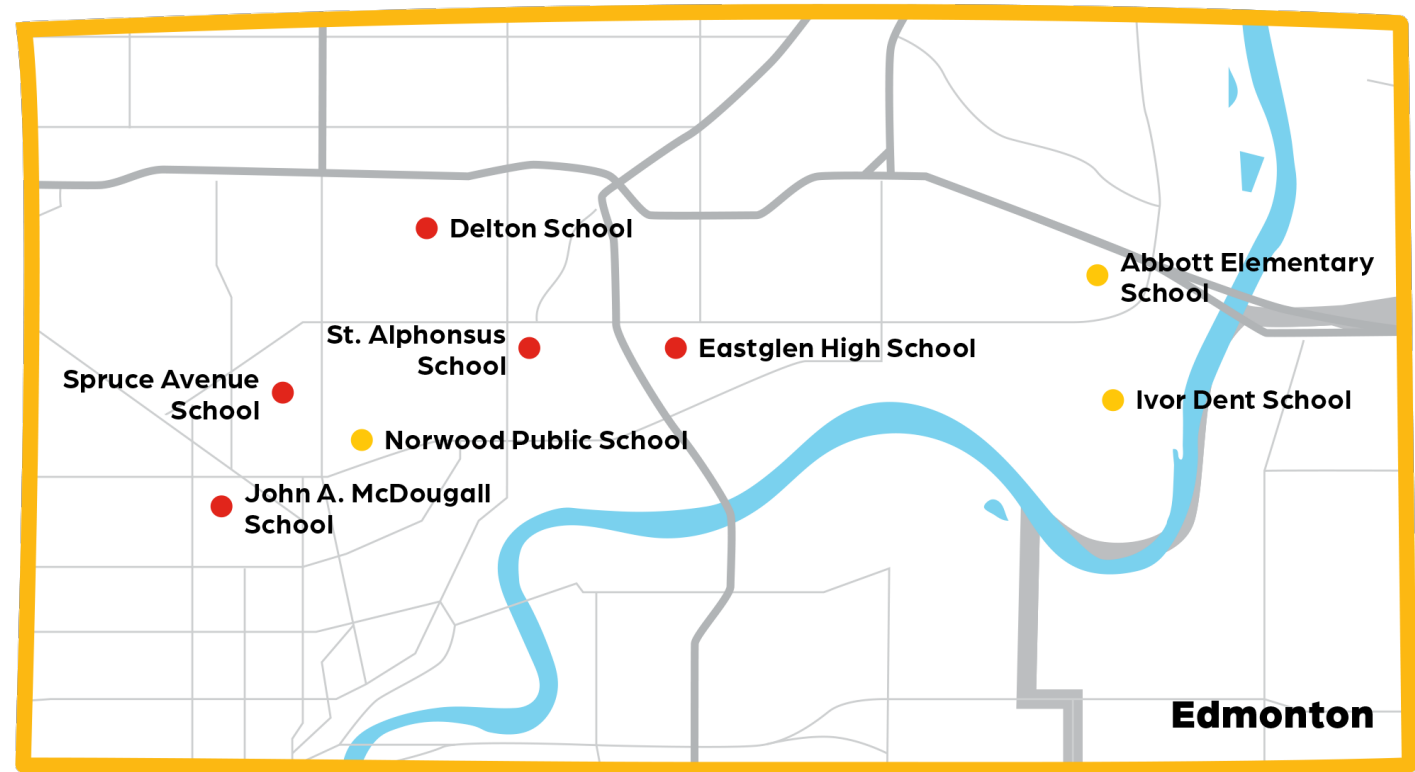 Delton School
Abbott Elementary
School
St. Alphonsus
School
Eastglen High School
Spruce Avenue
School
Ivor Dent School
Norwood Public School
John A. McDougall
School
Edmonton